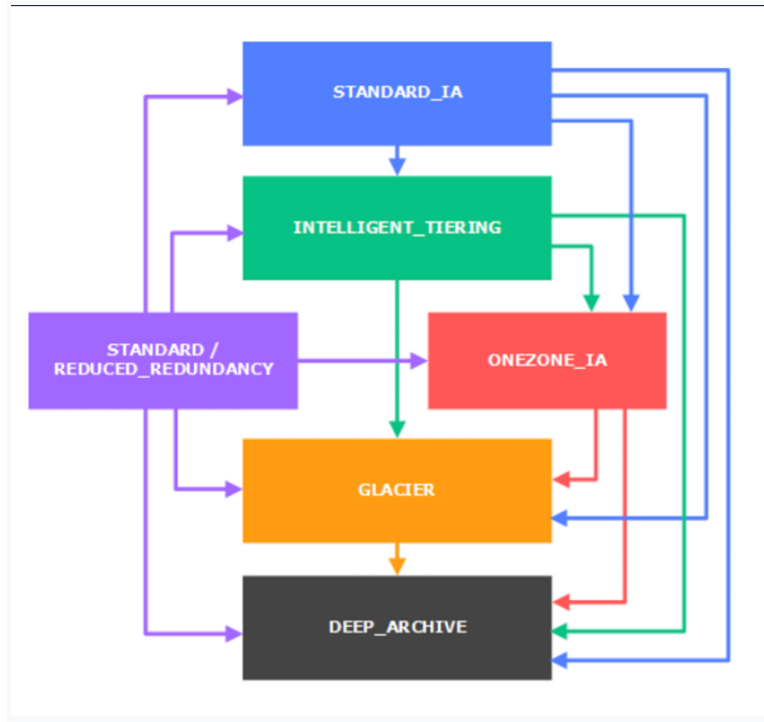 STANDARD_IA
INTELLIGENT_TIERING
STANDARD /
REDUCED_REDUNDANCY
ONEZONE_IA
GLACIER
DEEP_ARCHIVE